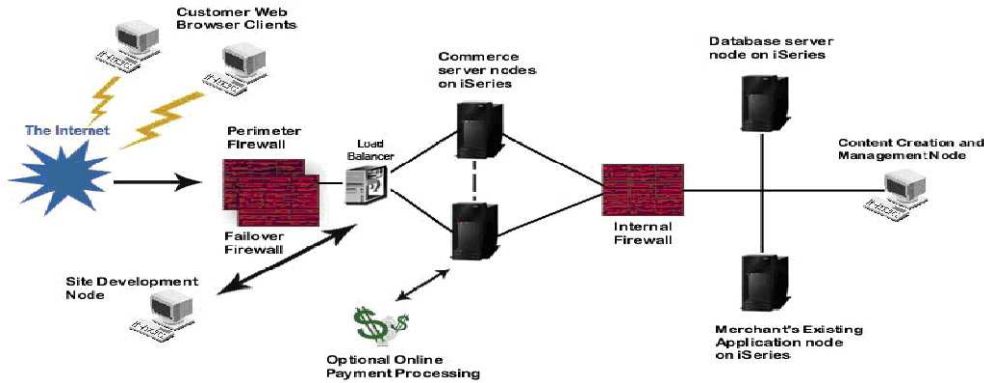 Customer Web
Browser Clients
The Internet
Perimeter
Firewall
Failover
Firewall
Site Development
Node
Load
Balancer
Commerce
server nodes
on iSeries
Optional Online
Payment Processing
Internal
Firewall
Database server
node on iSeries
Content Creation and
Management Node
Merchant's Existing
Application node
on iSeries